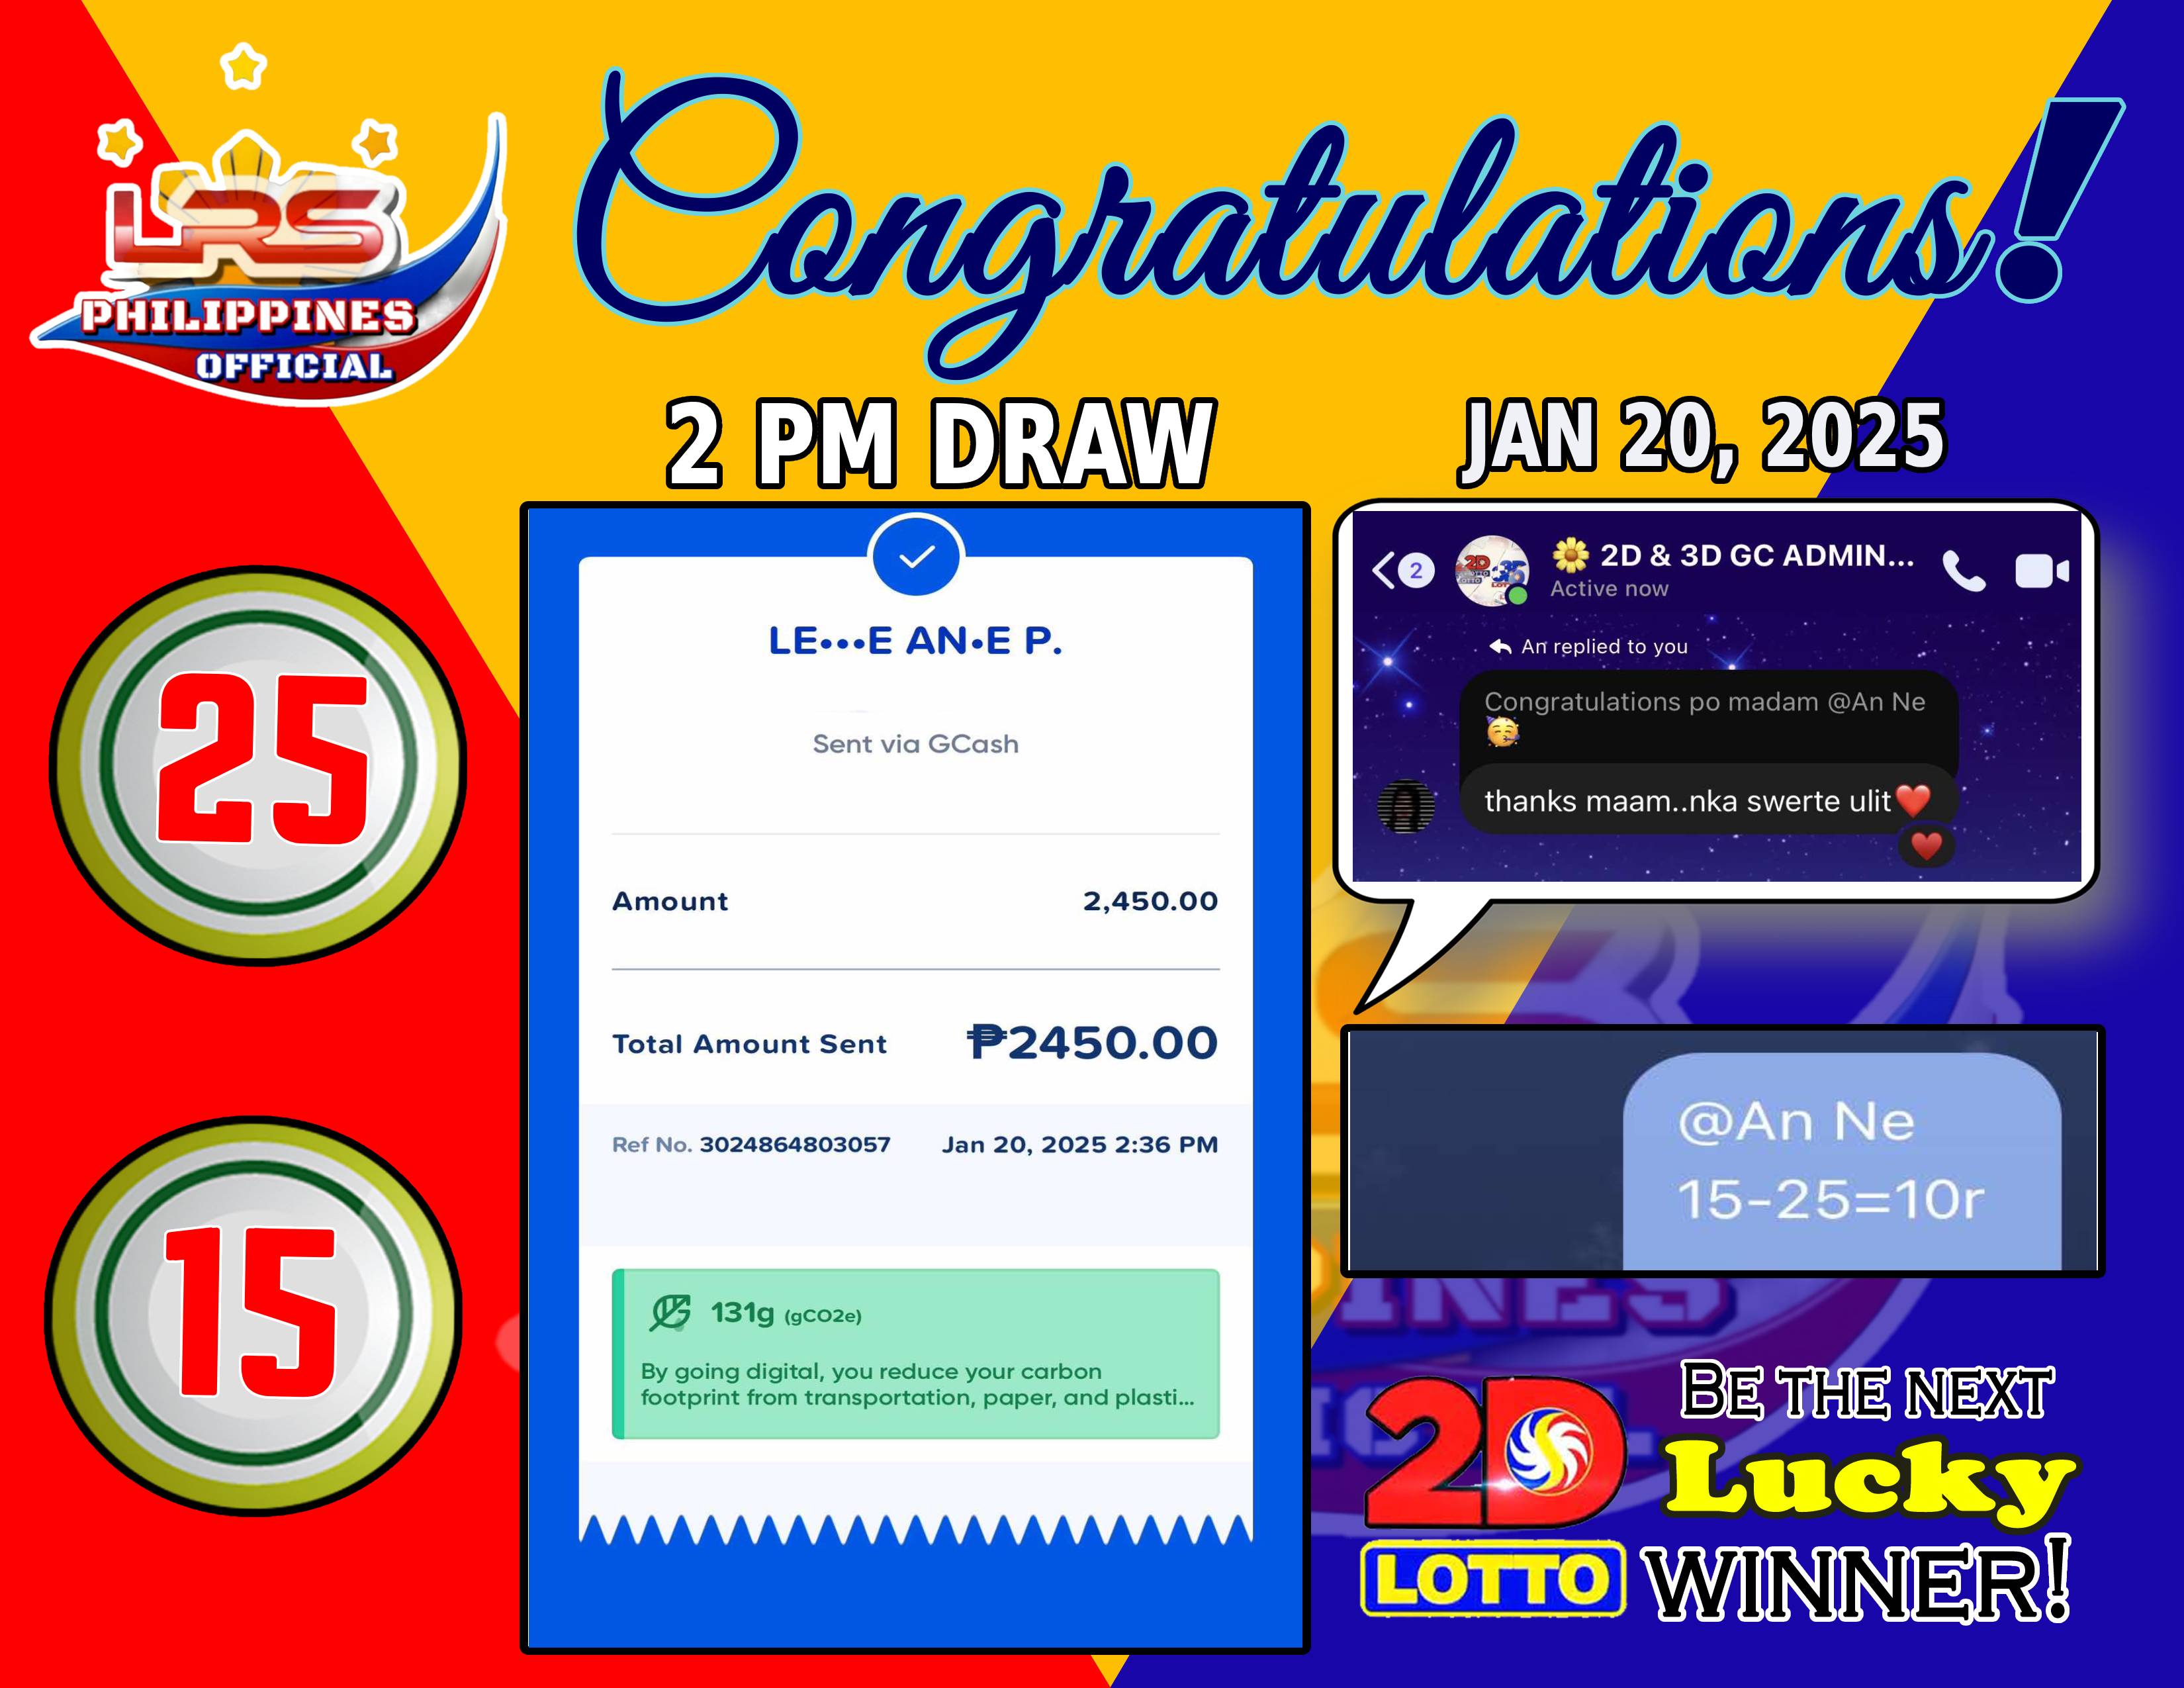 LRS
PHILIPPINES
OFFICIAL
Congratulations!
2 PM DRAW
JAN 20, 2025
25
15
LE•••E AN•E P.
Sent via GCash
Amount 2,450.00
Total Amount Sent ₱2450.00
Ref No. 3024864803057 Jan 20, 2025 2:36 PM
131g (gCO2e)
By going digital, you reduce your carbon
footprint from transportation, paper, and plasti...
2
2D & 3D GC ADMIN...
Active now
An replied to you
Congratulations po madam @An Ne
thanks maam..nka swerte ulit
@An Ne
15-25=10r
2D
LOTTO
BE THE NEXT
Lucky
WINNER!